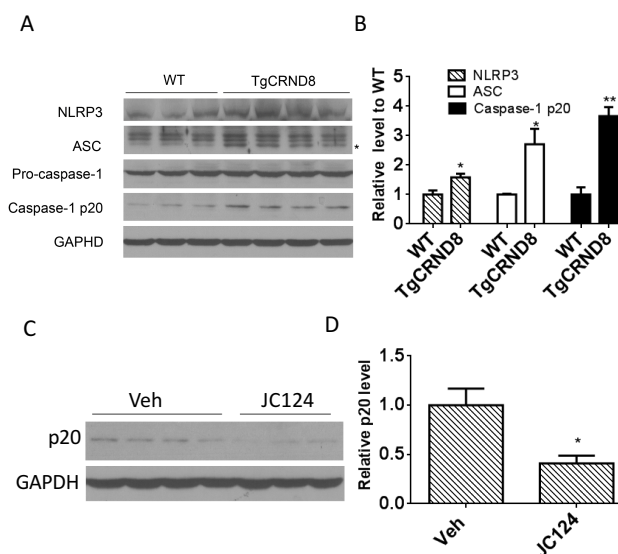 A
WT TgCRND8
NLRP3
ASC
*
Pro-caspase-1
Caspase-1 p20
GAPHD
B
Relative level to WT
5
4
3
2
1
0
NLRP3
ASC
Caspase-1 p20
* * **
WT TgCRND8 WT TgCRND8 WT TgCRND8
C
Veh JC124
p20
GAPDH
D
Relative p20 level
1.5
1.0
0.5
0.0
*
Veh JC124